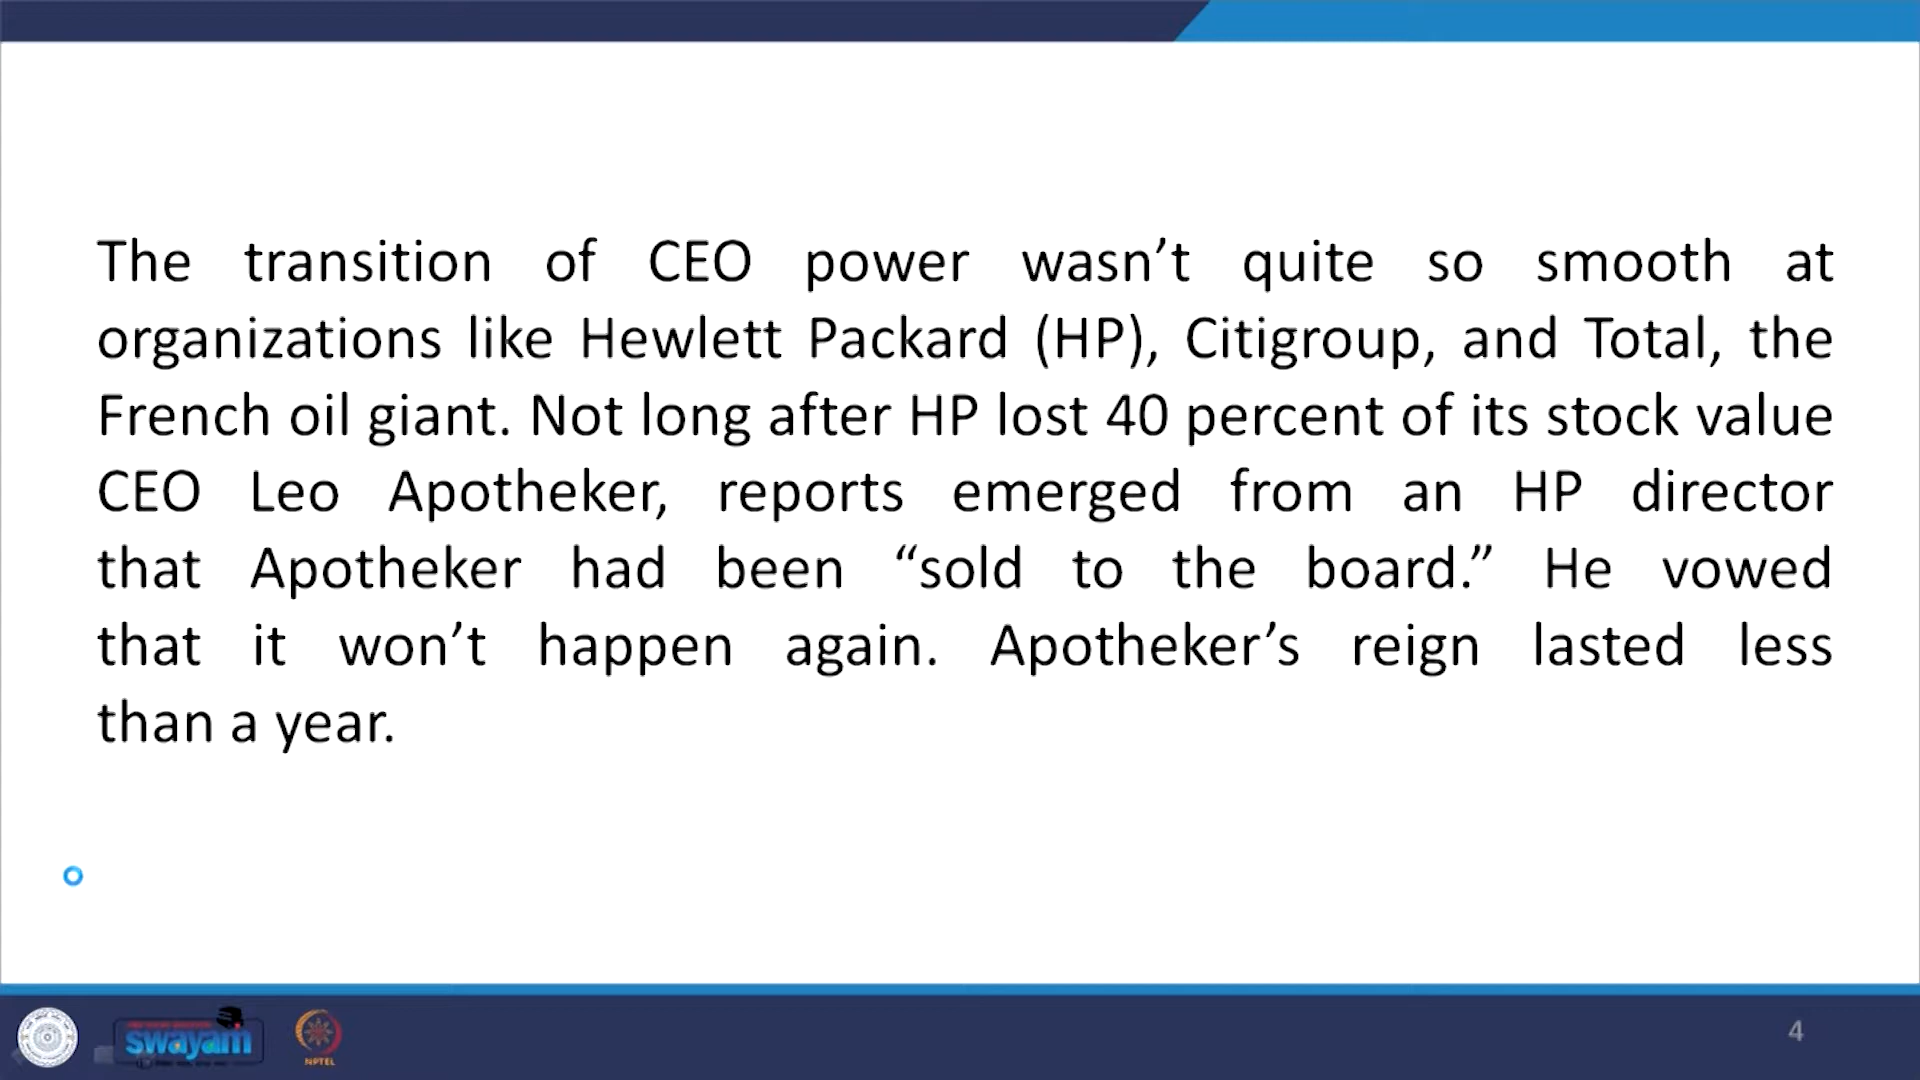 The transition of CEO power wasn’t quite so smooth at
organizations like Hewlett Packard (HP), Citigroup, and Total, the
French oil giant. Not long after HP lost 40 percent of its stock value
CEO Leo Apotheker, reports emerged from an HP director
that Apotheker had been “sold to the board.” He vowed
that it won’t happen again. Apotheker’s reign lasted less
than a year.
swayam
NPTEL
4